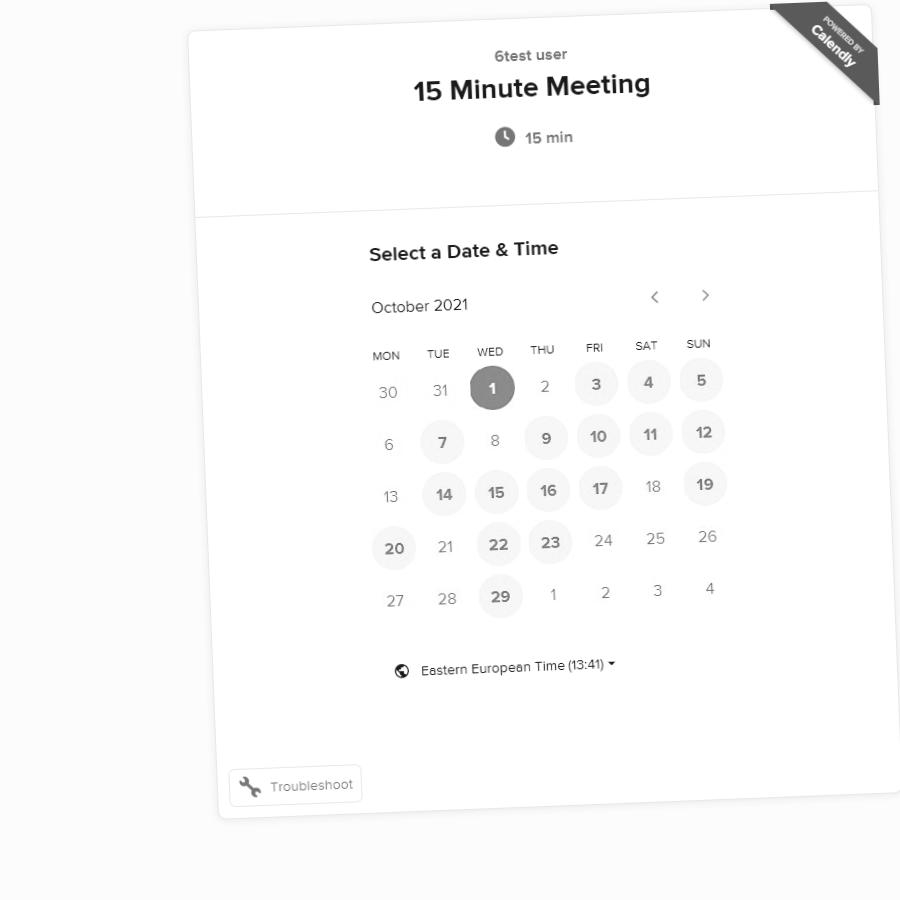 POWERED BY
Calendly
6test user
15 Minute Meeting
15 min
Select a Date & Time
October 2021
MON TUE WED THU FRI SAT SUN
30 31 1 2 3 4 5
6 7 8 9 10 11 12
13 14 15 16 17 18 19
20 21 22 23 24 25 26
27 28 29 1 2 3 4
Eastern European Time (13:41)
Troubleshoot